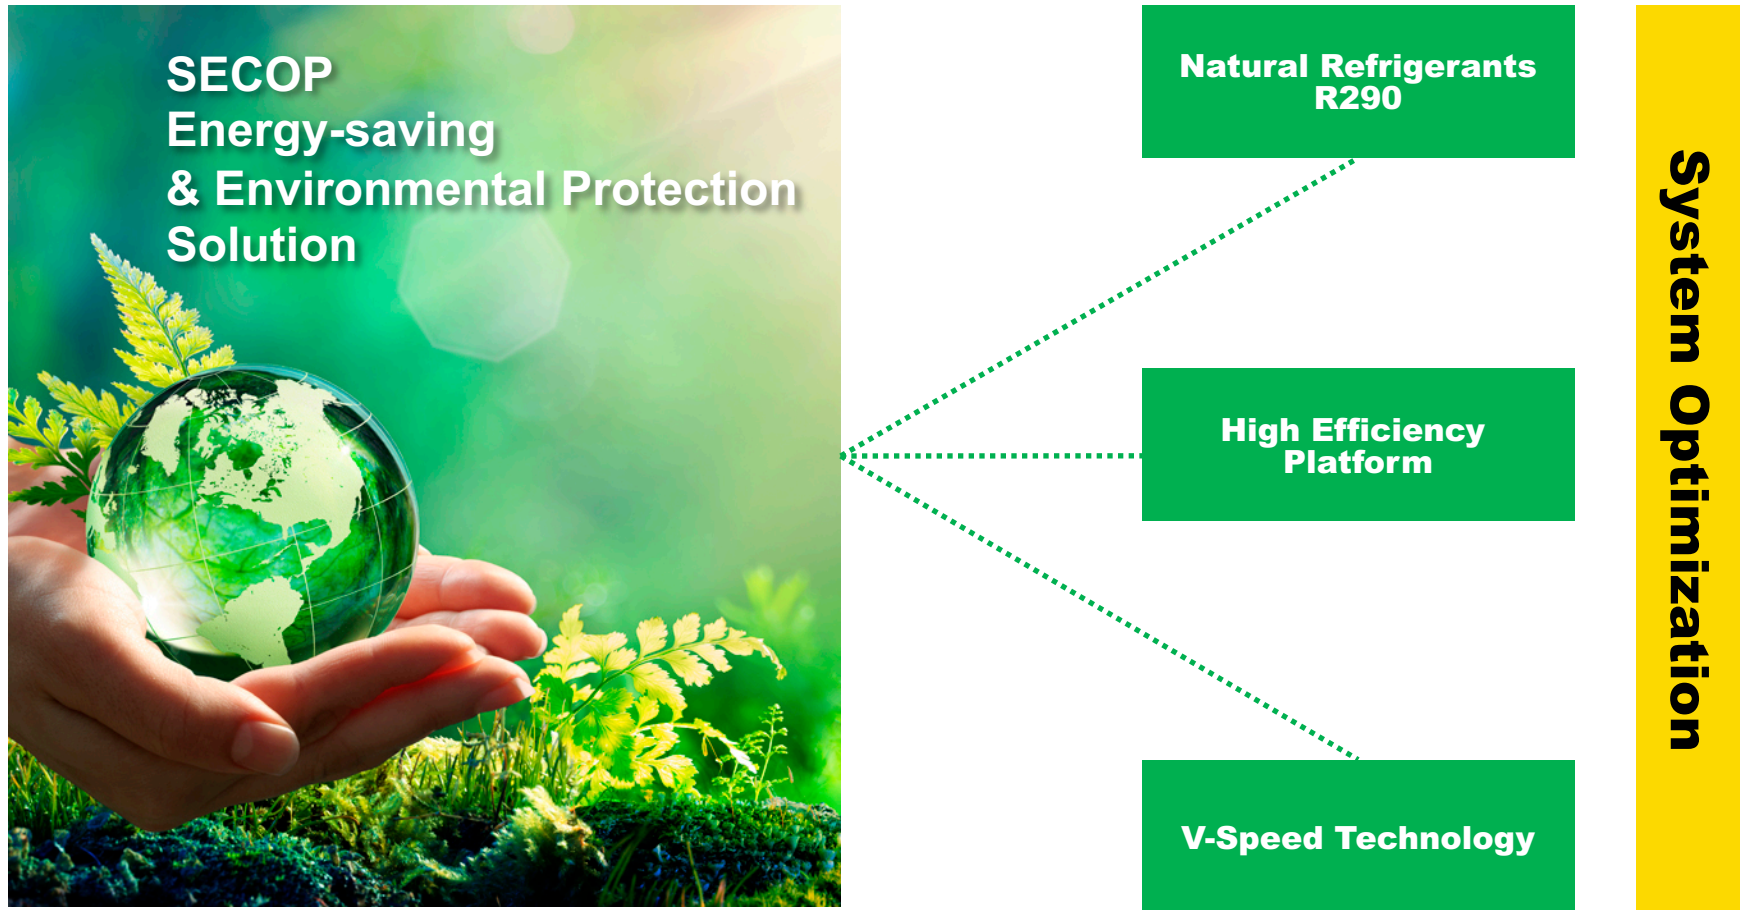 SECOP
Energy-saving
& Environmental Protection
Solution
Natural Refrigerants
R290
High Efficiency
Platform
V-Speed Technology
System Optimization